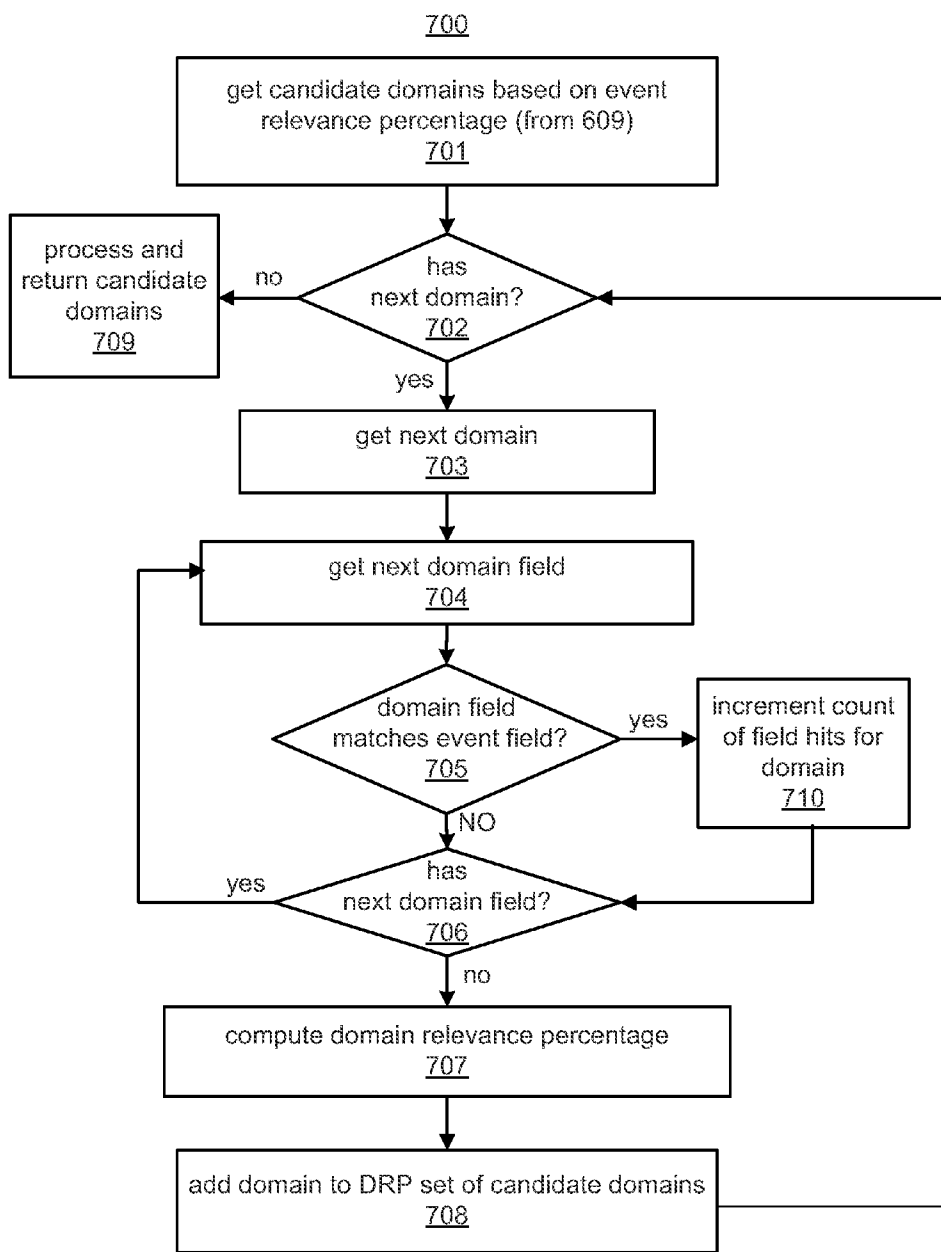 700
get candidate domains based on event
relevance percentage (from 609)
701
process and
return candidate
domains
709
no
has
next domain?
702
yes
get next domain
703
get next domain field
704
domain field
matches event field?
705
yes
increment count
of field hits for
domain
710
NO
yes
has
next domain field?
706
no
compute domain relevance percentage
707
add domain to DRP set of candidate domains
708